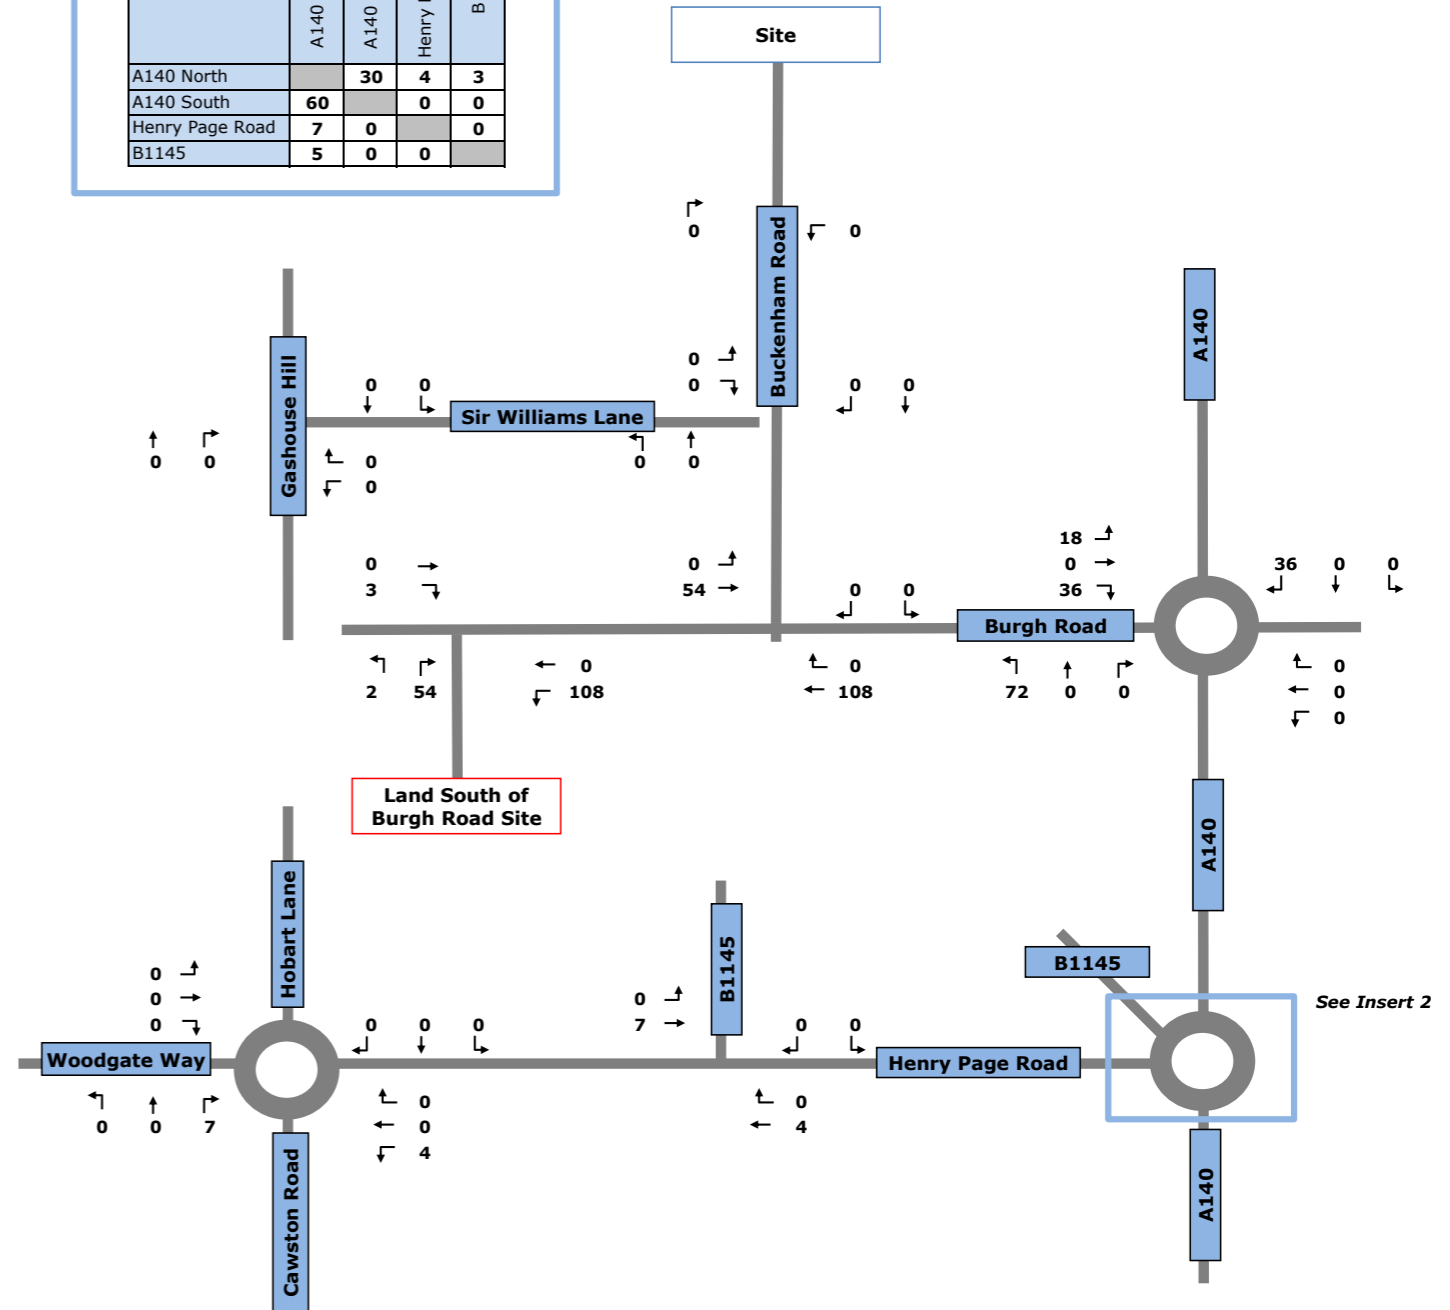 A140
A140
Henry
B
A140 North 30 4 3
A140 South 60 0 0
Henry Page Road 7 0 0
B1145 5 0 0
Site
0
Buckenham Road
0
A140
Gashouse Hill
0 0
Sir Williams Lane
0
0
0 0
0 0
0
0
0 0
0
3
0
54
0 0
18
0
36
Burgh Road
36 0 0
2 54
0
108
0
108
72 0 0
0
0
0
Land South of
Burgh Road Site
A140
Hobart Lane
B1145
B1145
See Insert 2
0
0
0
Woodgate Way
0 0 0
0
7
0 0
Henry Page Road
0 0 7
0
0
4
0
4
Cawston Road
A140